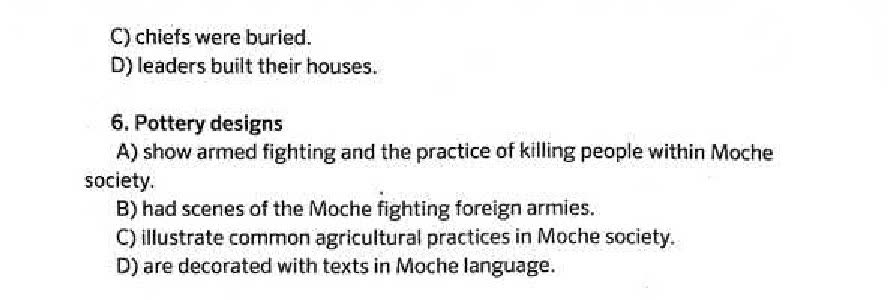 C) chiefs were buried.
D) leaders built their houses.
6. Pottery designs
A) show armed fighting and the practice of killing people within Moche
society.
B) had scenes of the Moche fighting foreign armies.
C) illustrate common agricultural practices in Moche society.
D) are decorated with texts in Moche language.